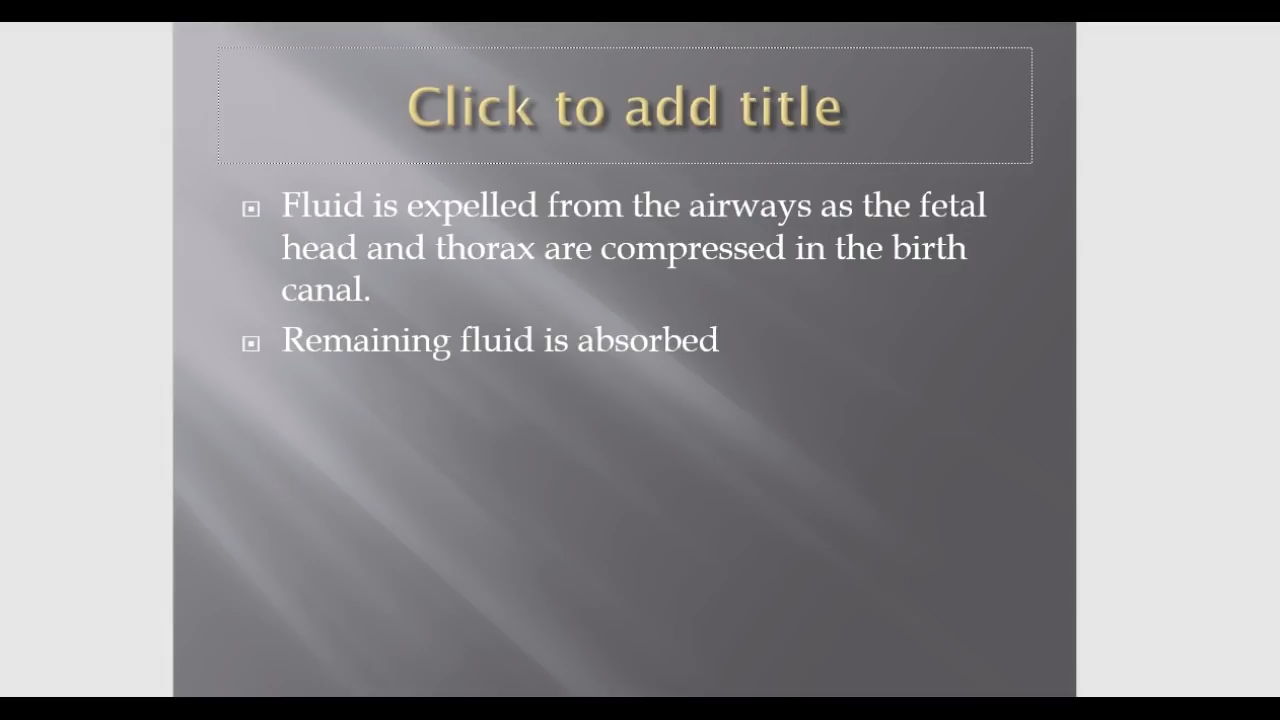 Click to add title
Fluid is expelled from the airways as the fetal
head and thorax are compressed in the birth
canal.
Remaining fluid is absorbed